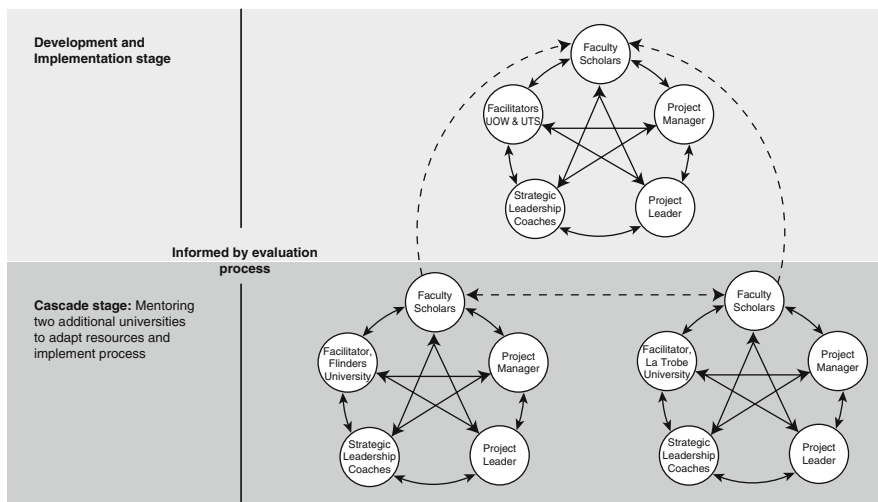 Development and
Implementation stage
Faculty
Scholars
Facilitators
UOW & UTS
Project
Manager
Strategic
Leadership
Coaches
Project
Leader
Informed by evaluation
process
Cascade stage: Mentoring
two additional universities
to adapt resources and
implement process
Faculty
Scholars
Facilitator,
Flinders
University
Project
Manager
Strategic
Leadership
Coaches
Project
Leader
Faculty
Scholars
Facilitator,
La Trobe
University
Project
Manager
Strategic
Leadership
Coaches
Project
Leader